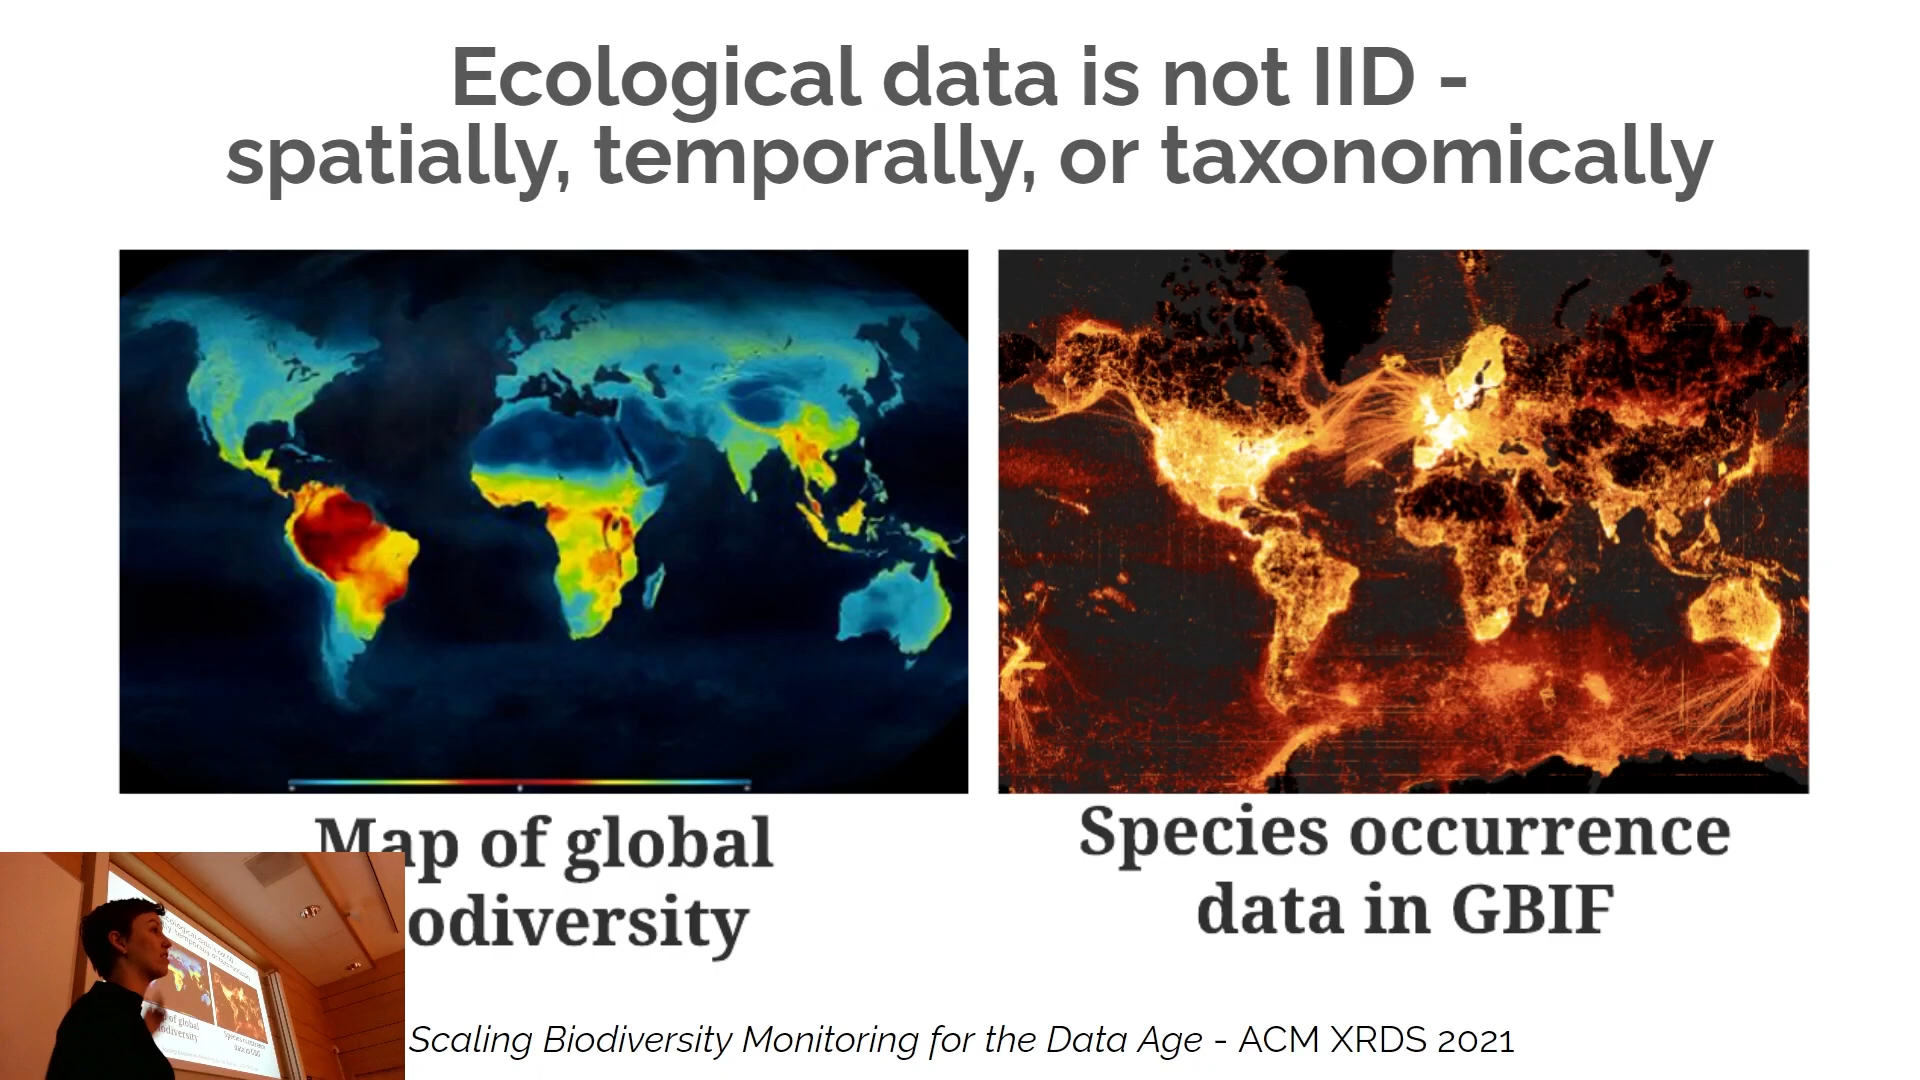 Ecological data is not IID -
spatially, temporally, or taxonomically
Map of global
odiversity
Species occurrence
data in GBIF
Scaling Biodiversity Monitoring for the Data Age - ACM XRDS 2021